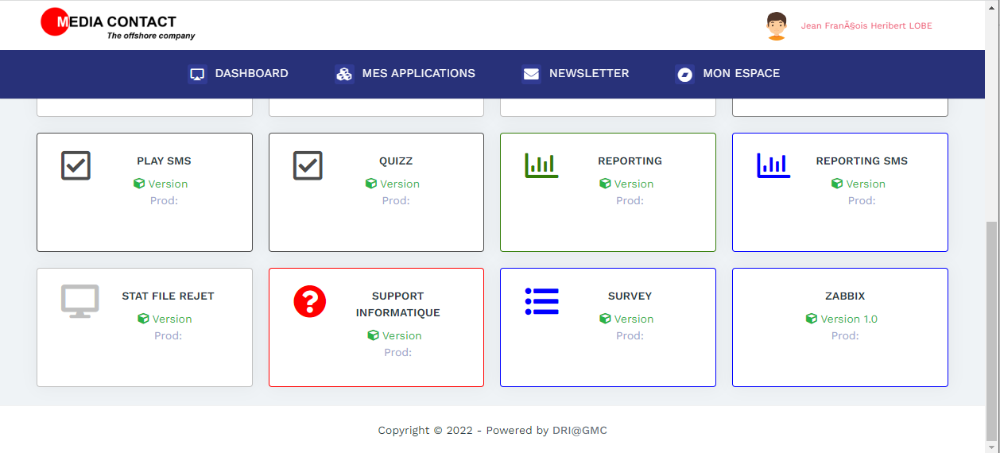 MEDIA CONTACT
The offshore company
Jean FranÃ§ois Heribert LOBE
DASHBOARD
MES APPLICATIONS
NEWSLETTER
MON ESPACE
PLAY SMS
Version
Prod:
QUIZZ
Version
Prod:
REPORTING
Version
Prod:
REPORTING SMS
Version
Prod:
STAT FILE REJET
Version
Prod:
SUPPORT
INFORMATIQUE
Version
Prod:
SURVEY
Version
Prod:
ZABBIX
Version 1.0
Prod:
Copyright © 2022 - Powered by DRI@GMC